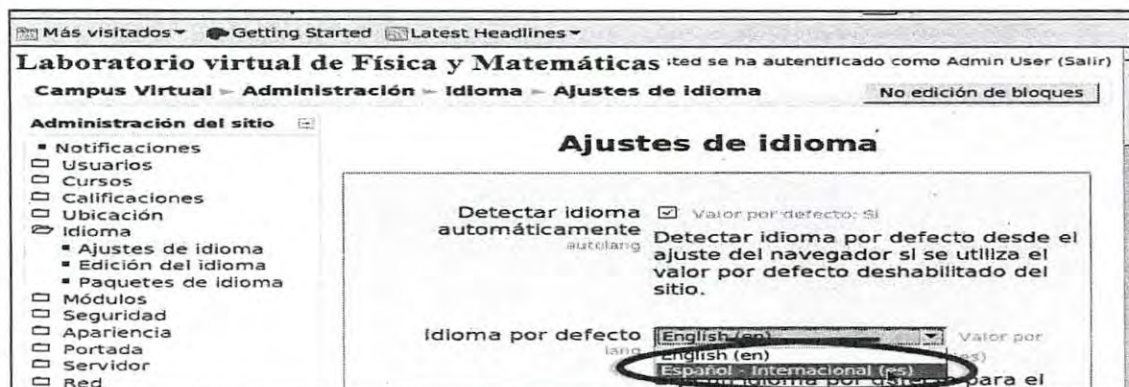 Más visitados Getting Started Latest Headlines
Laboratorio virtual de Física y Matemáticas sted se ha autentificado como Admin User (Salir)
Campus Virtual Administración Idioma Ajustes de idioma No edición de bloques
Administración del sitio
Notificaciones
Usuarios
Cursos
Calificaciones
Ubicación
Idioma
Ajustes de idioma
Edición del idioma
Paquetes de idioma
Módulos
Seguridad
Apariencia
Portada
Servidor
Red
Ajustes de idioma
Detectar idioma automáticamente
autolang
Valor por defecto: Sí
Detectar idioma por defecto desde el
ajuste del navegador si se utiliza el
valor por defecto deshabilitado del
sitio.
Idioma por defecto
lang
English (en) Valor por
English (en) es)
Español - Internacional (es)
idioma por para el